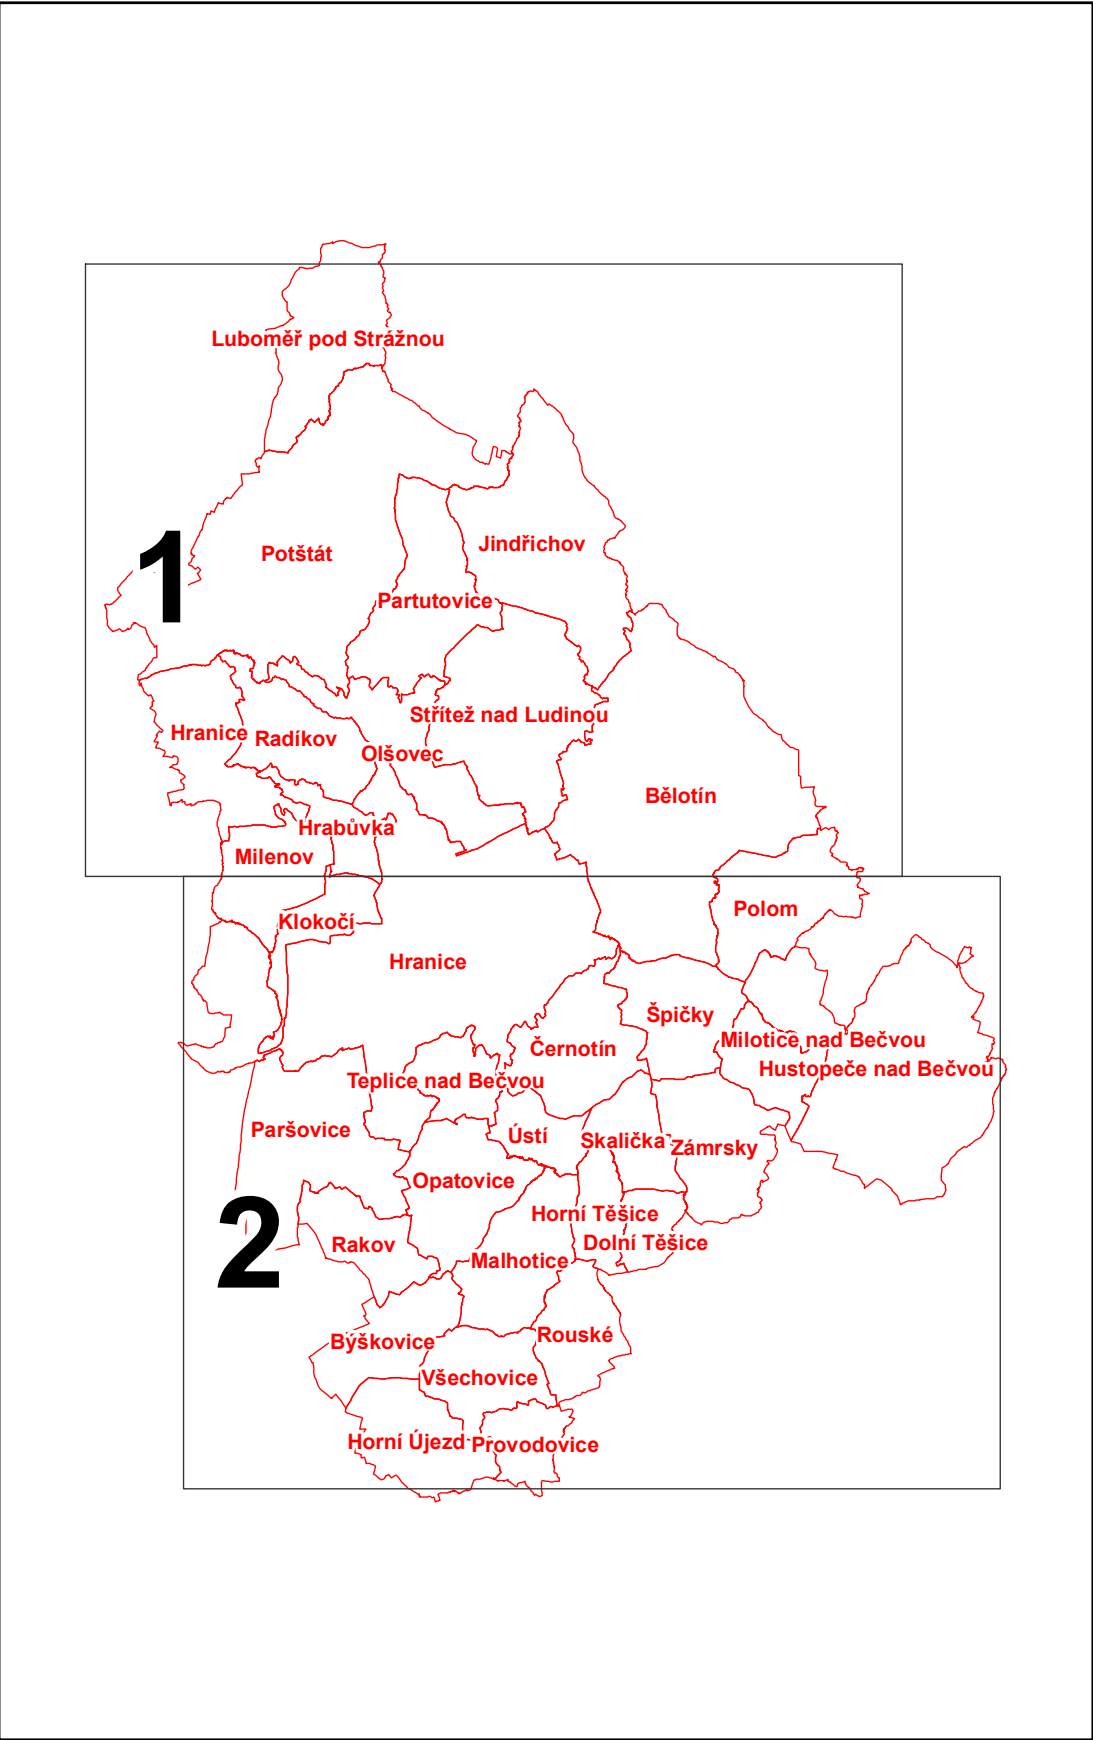 Luboměř pod Strážnou
1
Potštát
Jindřichov
Partutovice
Střítež nad Ludinou
Hranice
Radíkov
Olšovec
Bělotín
Hrabůvka
Milenov
Polom
Klokočí
Hranice
Špičky
Milotice nad Bečvou
Černotín
Hustopeče nad Bečvou
Teplice nad Bečvou
Paršovice
Ústí
Skalička
Zámrsky
Opatovice
2
Horní Těšice
Rakov
Dolní Těšice
Malhotice
Býškovice
Rouské
Všechovice
Horní Újezd
Provodovice